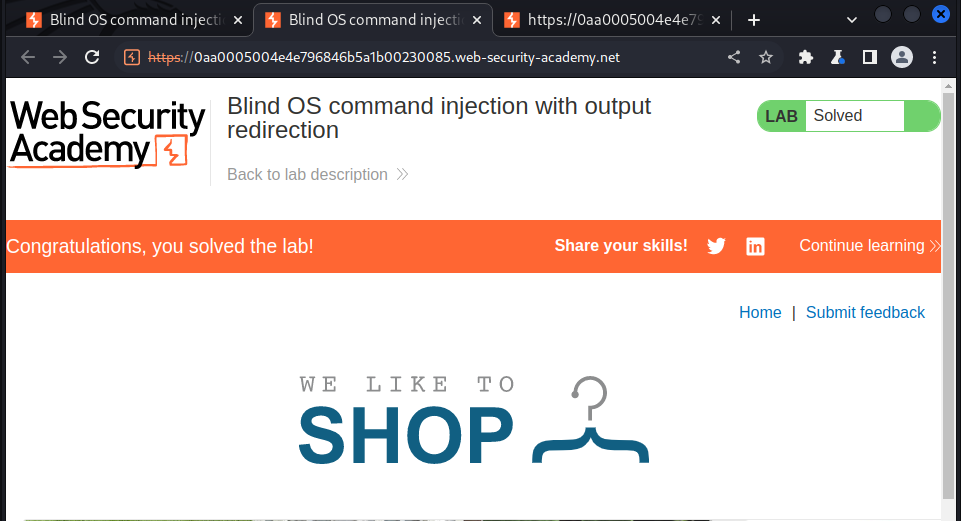 Blind OS command injecti
Blind OS command injecti
https://0aa0005004e4e79
https://0aa0005004e4e796846b5a1b00230085.web-security-academy.net
Web Security
Academy
Blind OS command injection with output
redirection
LAB Solved
Back to lab description
Congratulations, you solved the lab!
Share your skills!
Continue learning
Home | Submit feedback
WE LIKE TO
SHOP